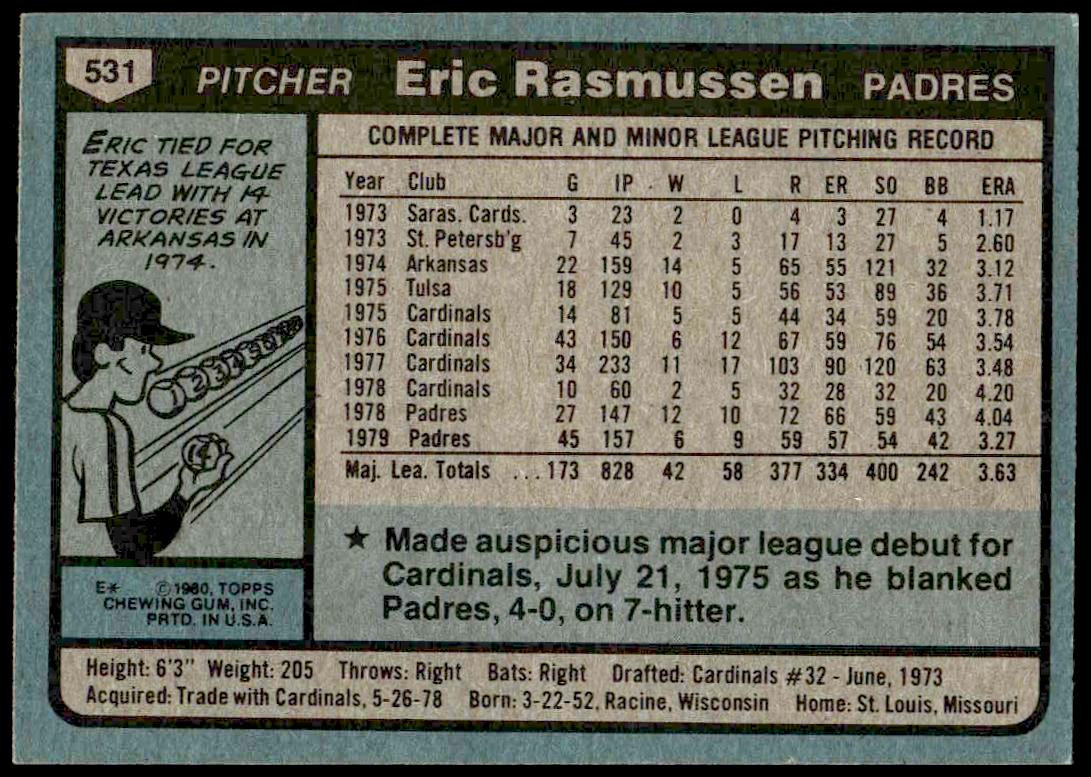 531 PITCHER Eric Rasmussen PADRES
ERIC TIED FOR
TEXAS LEAGUE
LEAD WITH 14
VICTORIES AT
ARKANSAS IN
1974.
E* ©1980, TOPPS
CHEWING GUM, INC.
PRTD. IN U.S.A.
COMPLETE MAJOR AND MINOR LEAGUE PITCHING RECORD
Year Club G IP W L R ER SO BB ERA
1973 Saras. Cards. 3 23 2 0 4 3 27 4 1.17
1973 St. Petersb'g 7 45 2 3 17 13 27 5 2.60
1974 Arkansas 22 159 14 5 65 55 121 32 3.12
1975 Tulsa 18 129 10 5 56 53 89 36 3.71
1975 Cardinals 14 81 5 5 44 34 59 20 3.78
1976 Cardinals 43 150 6 12 67 59 76 54 3.54
1977 Cardinals 34 233 11 17 103 90 120 63 3.48
1978 Cardinals 10 60 2 5 32 28 32 20 4.20
1978 Padres 27 147 12 10 72 66 59 43 4.04
1979 Padres 45 157 6 9 59 57 54 42 3.27
Maj. Lea. Totals ...173 828 42 58 377 334 400 242 3.63
★ Made auspicious major league debut for
Cardinals, July 21, 1975 as he blanked
Padres, 4-0, on 7-hitter.
Height: 6'3" Weight: 205 Throws: Right Bats: Right Drafted: Cardinals #32 - June, 1973
Acquired: Trade with Cardinals, 5-26-78 Born: 3-22-52, Racine, Wisconsin Home: St. Louis, Missouri